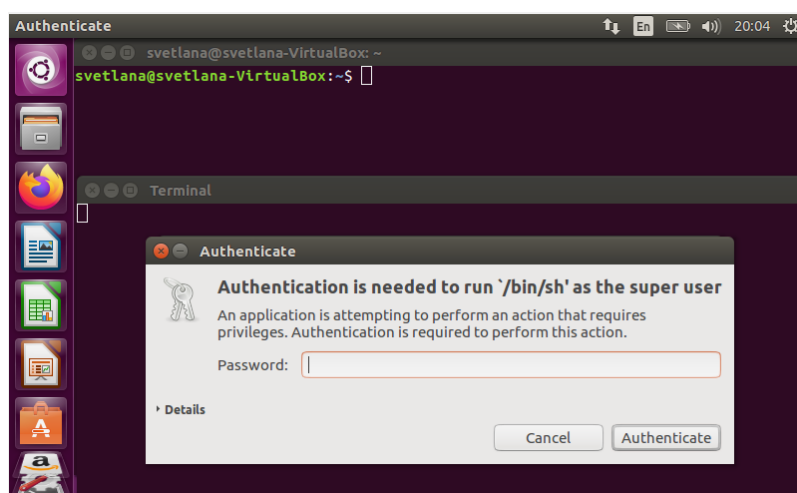 Authenticate
En
20:04
svetlana@svetlana-VirtualBox: ~
svetlana@svetlana-VirtualBox:~$
Terminal
Authenticate
Authentication is needed to run `/bin/sh' as the super user
An application is attempting to perform an action that requires
privileges. Authentication is required to perform this action.
Password:
Details
Cancel
Authenticate
A
a